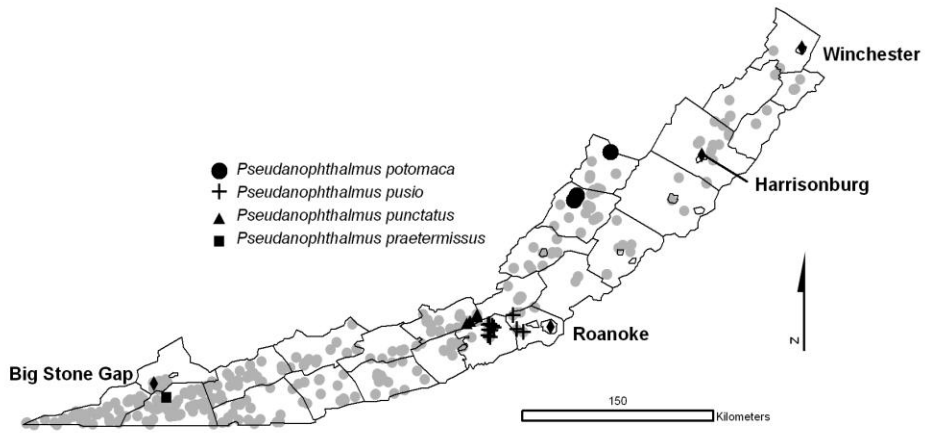 Winchester
Pseudanophthalmus potomaca
Pseudanophthalmus pusio
Harrisonburg
Pseudanophthalmus punctatus
Pseudanophthalmus praetermissus
N
Roanoke
Big Stone Gap
150
Kilometers